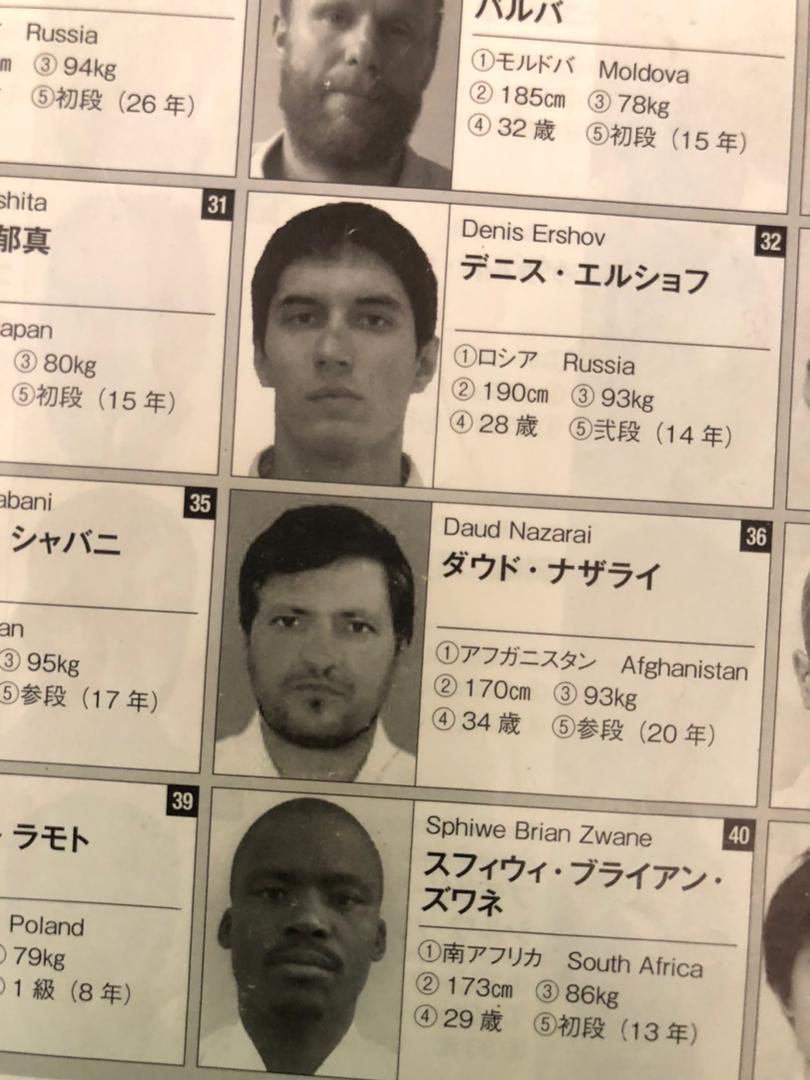 Russia
③ 94kg
⑤初段（26 年）
バルバ
①モルドバ Moldova
② 185cm ③ 78kg
④ 32 歳 ⑤初段（15 年）
31
郁真
③ 80kg
⑤初段（15 年）
32
Denis Ershov
デニス・エルショフ
①ロシア Russia
② 190cm ③ 93kg
④ 28 歳 ⑤弐段（14 年）
35
シャバニ
③ 95kg
⑤参段（17 年）
36
Daud Nazarai
ダウド・ナザライ
①アフガニスタン Afghanistan
② 170cm ③ 93kg
④ 34 歳 ⑤参段（20 年）
39
ラモト
Poland
79kg
1 級（8 年）
40
Sphiwe Brian Zwane
スフィウィ・ブライアン・
ズワネ
①南アフリカ South Africa
② 173cm ③ 86kg
④ 29 歳 ⑤初段（13 年）